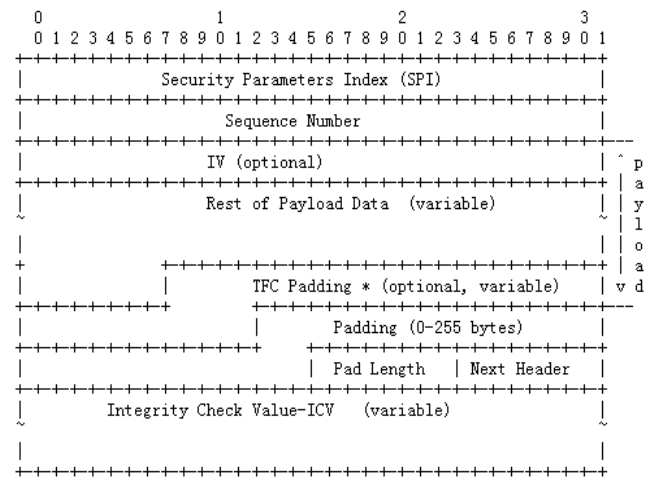 0 1 2 3
0 1 2 3 4 5 6 7 8 9 0 1 2 3 4 5 6 7 8 9 0 1 2 3 4 5 6 7 8 9 0 1
Security Parameters Index (SPI)
Sequence Number
IV (optional)
Rest of Payload Data (variable)
payload
TFC Padding * (optional, variable)
Padding (0-255 bytes)
Pad Length | Next Header
Integrity Check Value-ICV (variable)